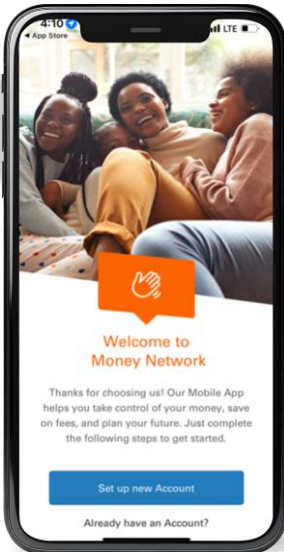 4:10
LTE
App Store
Welcome to
Money Network
Thanks for choosing us! Our Mobile App
helps you take control of your money, save
on fees, and plan your future. Just complete
the following steps to get started.
Set up new Account
Already have an Account?